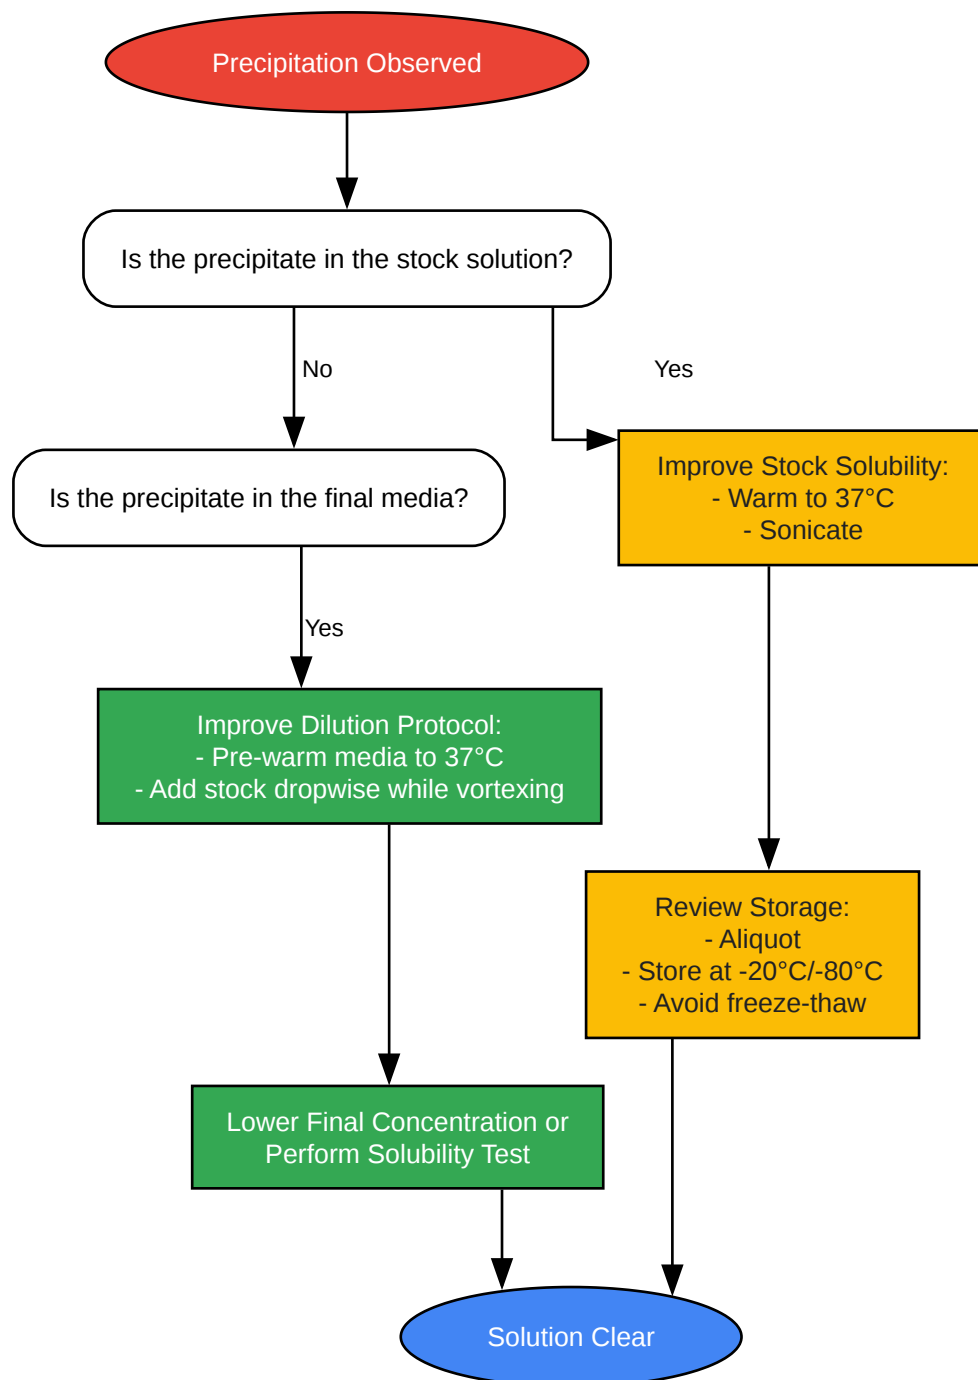 Precipitation Observed
Is the precipitate in the stock solution?
No
Yes
Is the precipitate in the final media?
Improve Stock Solubility:
- Warm to 37°C
- Sonicate
Yes
Improve Dilution Protocol:
- Pre-warm media to 37°C
- Add stock dropwise while vortexing
Review Storage:
- Aliquot
- Store at -20°C/-80°C
- Avoid freeze-thaw
Lower Final Concentration or
Perform Solubility Test
Solution Clear